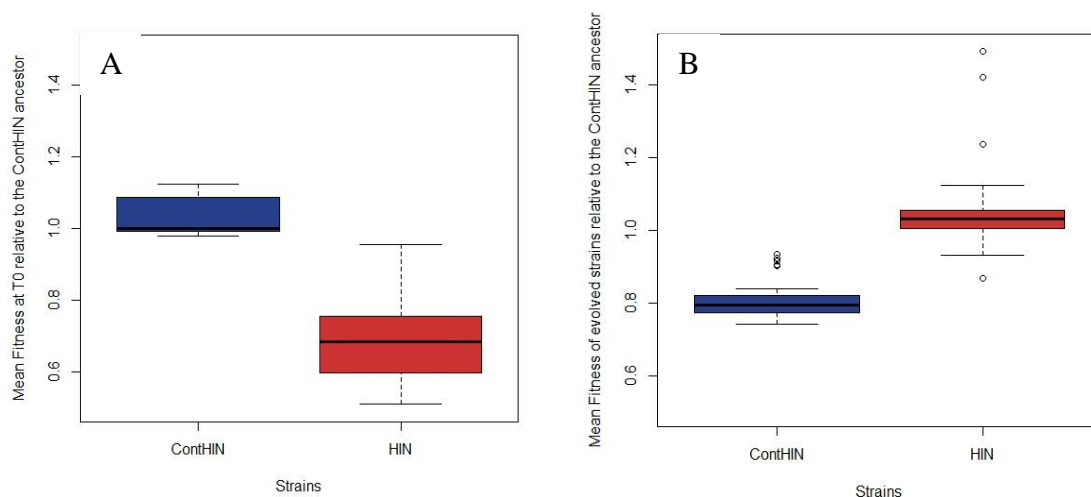 A
Mean Fitness at T0 relative to the ContHIN ancestor
1.4
1.2
1.0
0.8
0.6
ContHIN
HIN
Strains
B
Mean Fitness of evolved strains relative to the ContHIN ancestor
1.4
1.2
1.0
0.8
0.6
ContHIN
HIN
Strains